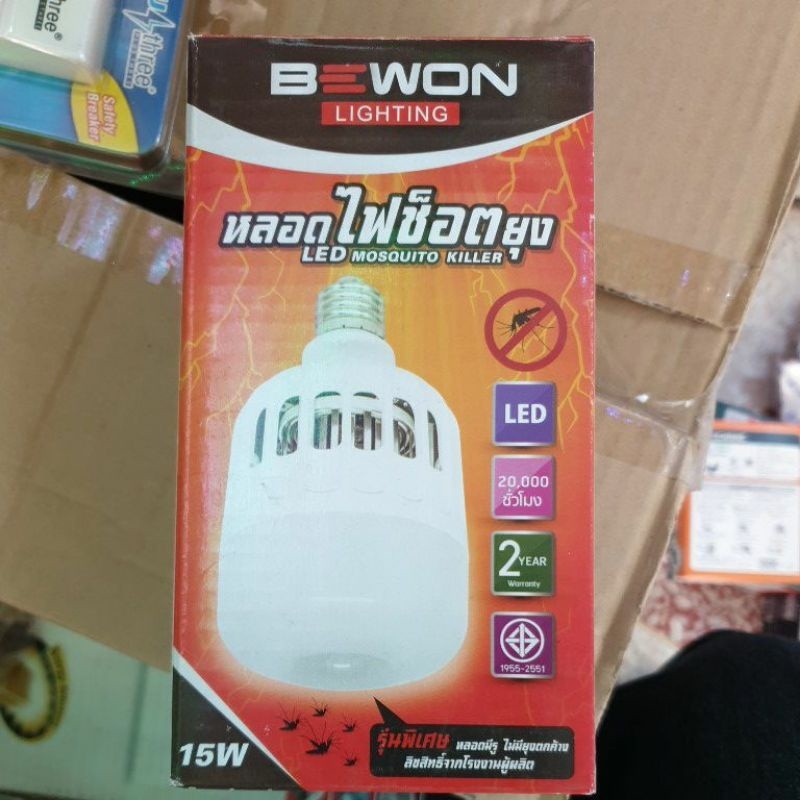 three®
three®
Safety
Breaker
BEWON
LIGHTING
หลอดไฟช็อตยุง
LED MOSQUITO KILLER
LED
20,000
ชั่วโมง
2 YEAR
Warranty
1955-2551
15W
รุ่นพิเศษ หลอดมีรู ไม่มียุงตกค้าง
ลิขสิทธิ์จากโรงงานผู้ผลิต